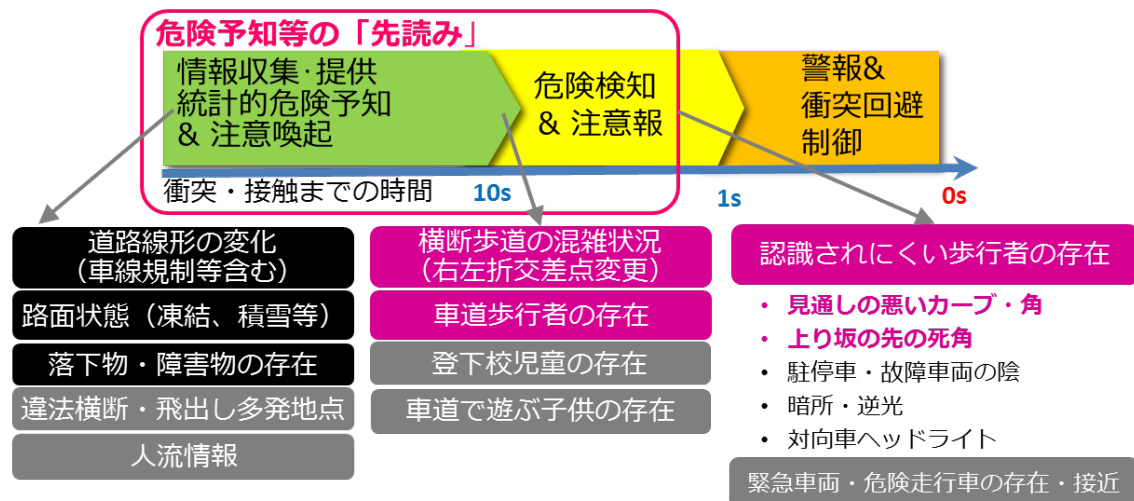 危険予知等の「先読み」
情報収集·提供
統計的危険予知
& 注意喚起
危険検知
& 注意報
警報&
衝突回避
制御
衝突・接触までの時間
10s
1s
0s
道路線形の変化
（車線規制等含む）
路面状態（凍結、積雪等）
落下物・障害物の存在
違法横断・飛出し多発地点
人流情報
横断歩道の混雑状況
（右左折交差点変更）
車道歩行者の存在
登下校児童の存在
車道で遊ぶ子供の存在
認識されにくい歩行者の存在
• 見通しの悪いカーブ・角
• 上り坂の先の死角
• 駐停車・故障車両の陰
• 暗所・逆光
• 対向車ヘッドライト
緊急車両・危険走行車の存在・接近